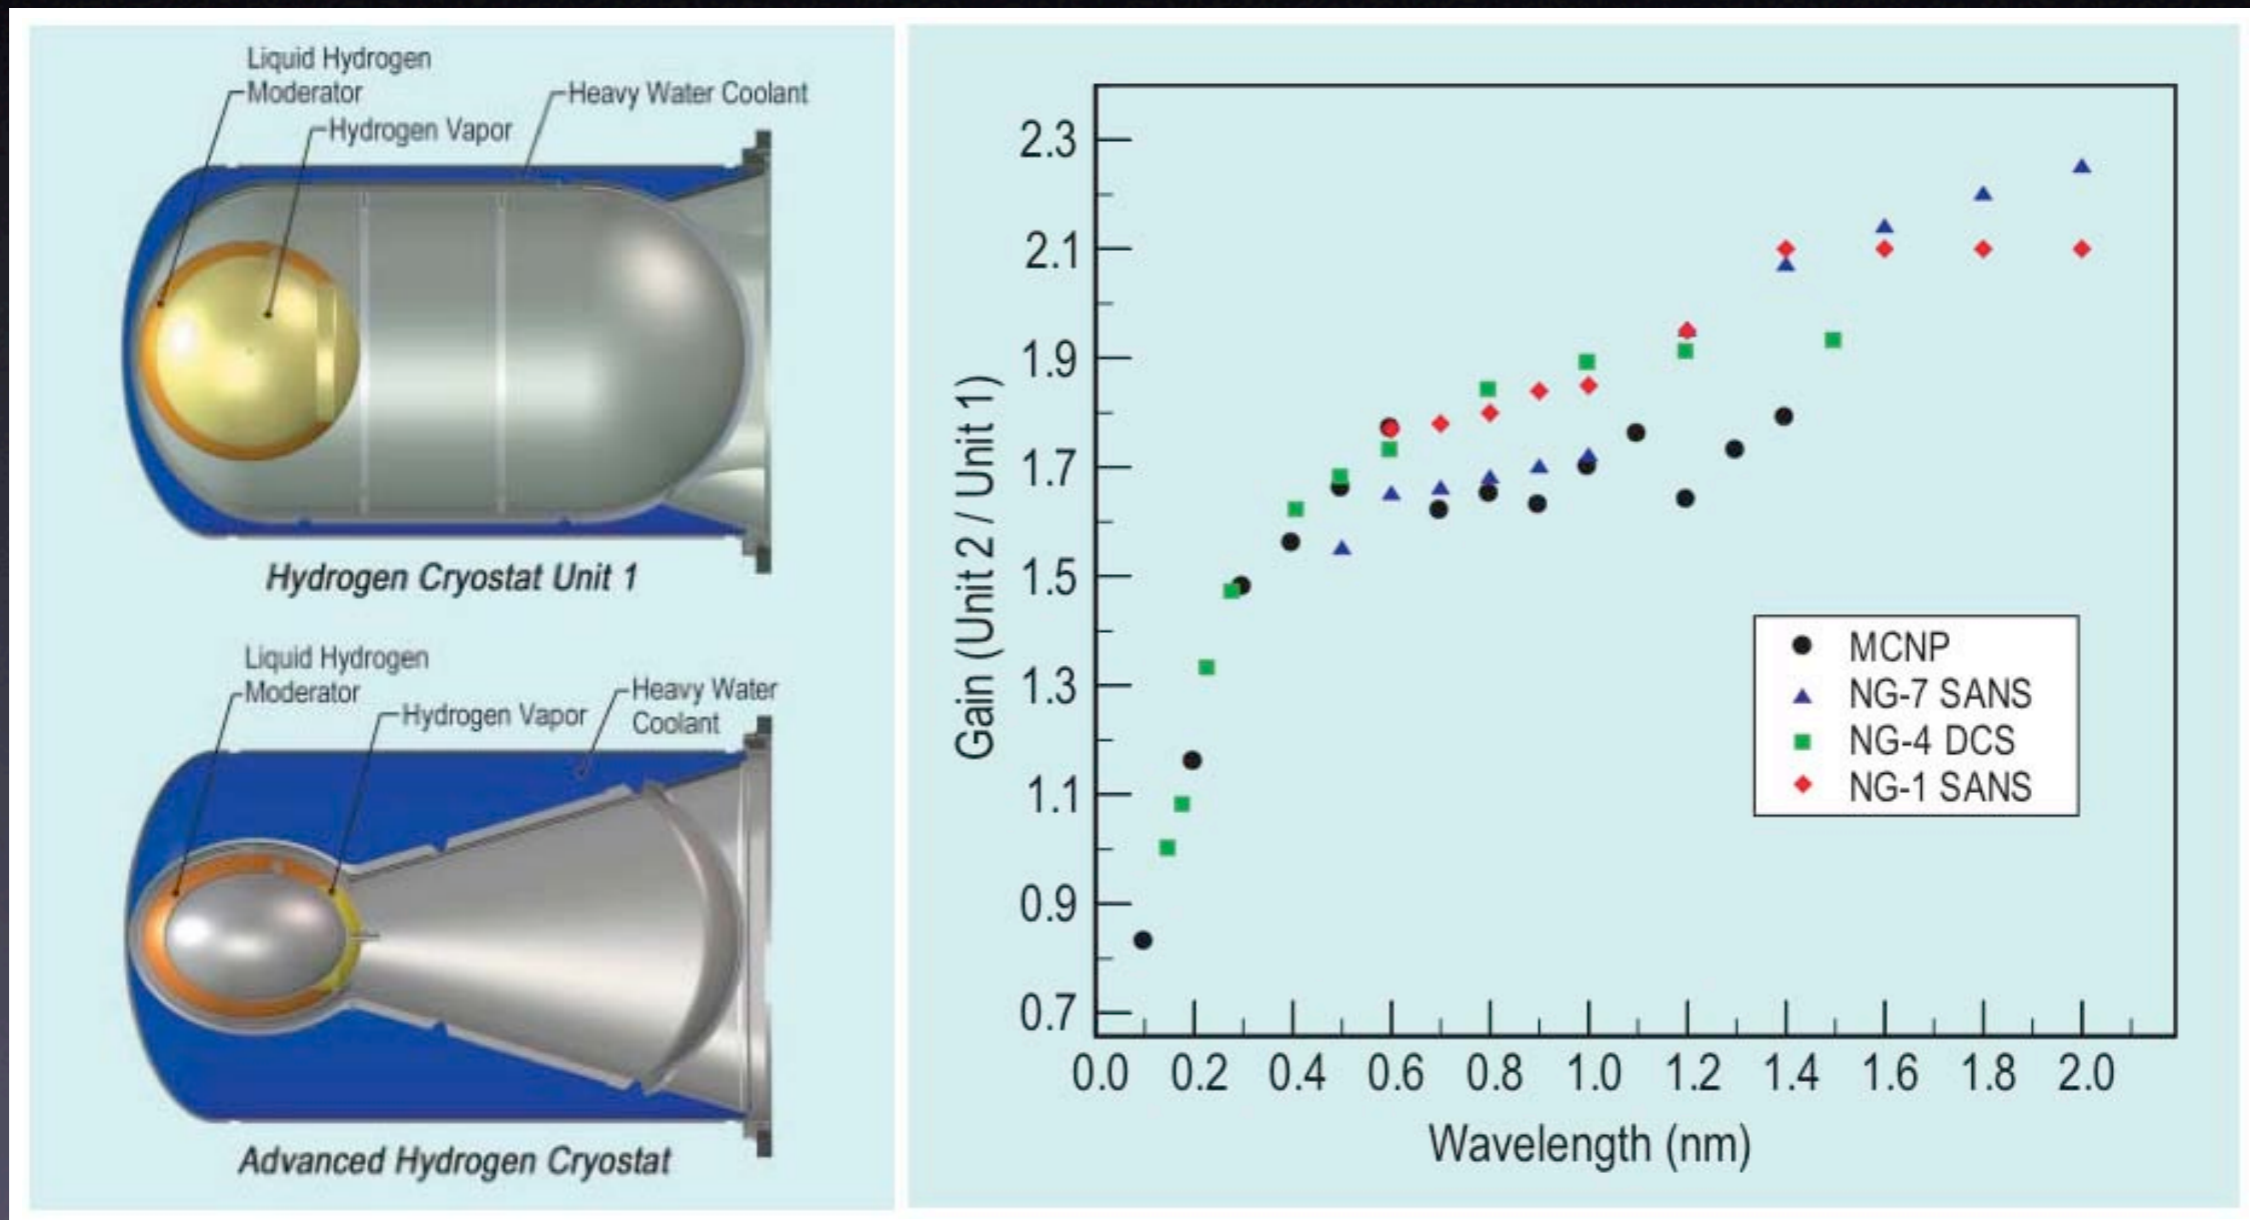 Liquid Hydrogen
Moderator
Heavy Water Coolant
Hydrogen Vapor
Hydrogen Cryostat Unit 1
Liquid Hydrogen
Moderator
Hydrogen Vapor
Heavy Water
Coolant
Advanced Hydrogen Cryostat
Gain (Unit 2 / Unit 1)
2.3
2.1
1.9
1.7
1.5
1.3
1.1
0.9
0.7
MCNP
NG-7 SANS
NG-4 DCS
NG-1 SANS
0.0 0.2 0.4 0.6 0.8 1.0 1.2 1.4 1.6 1.8 2.0
Wavelength (nm)